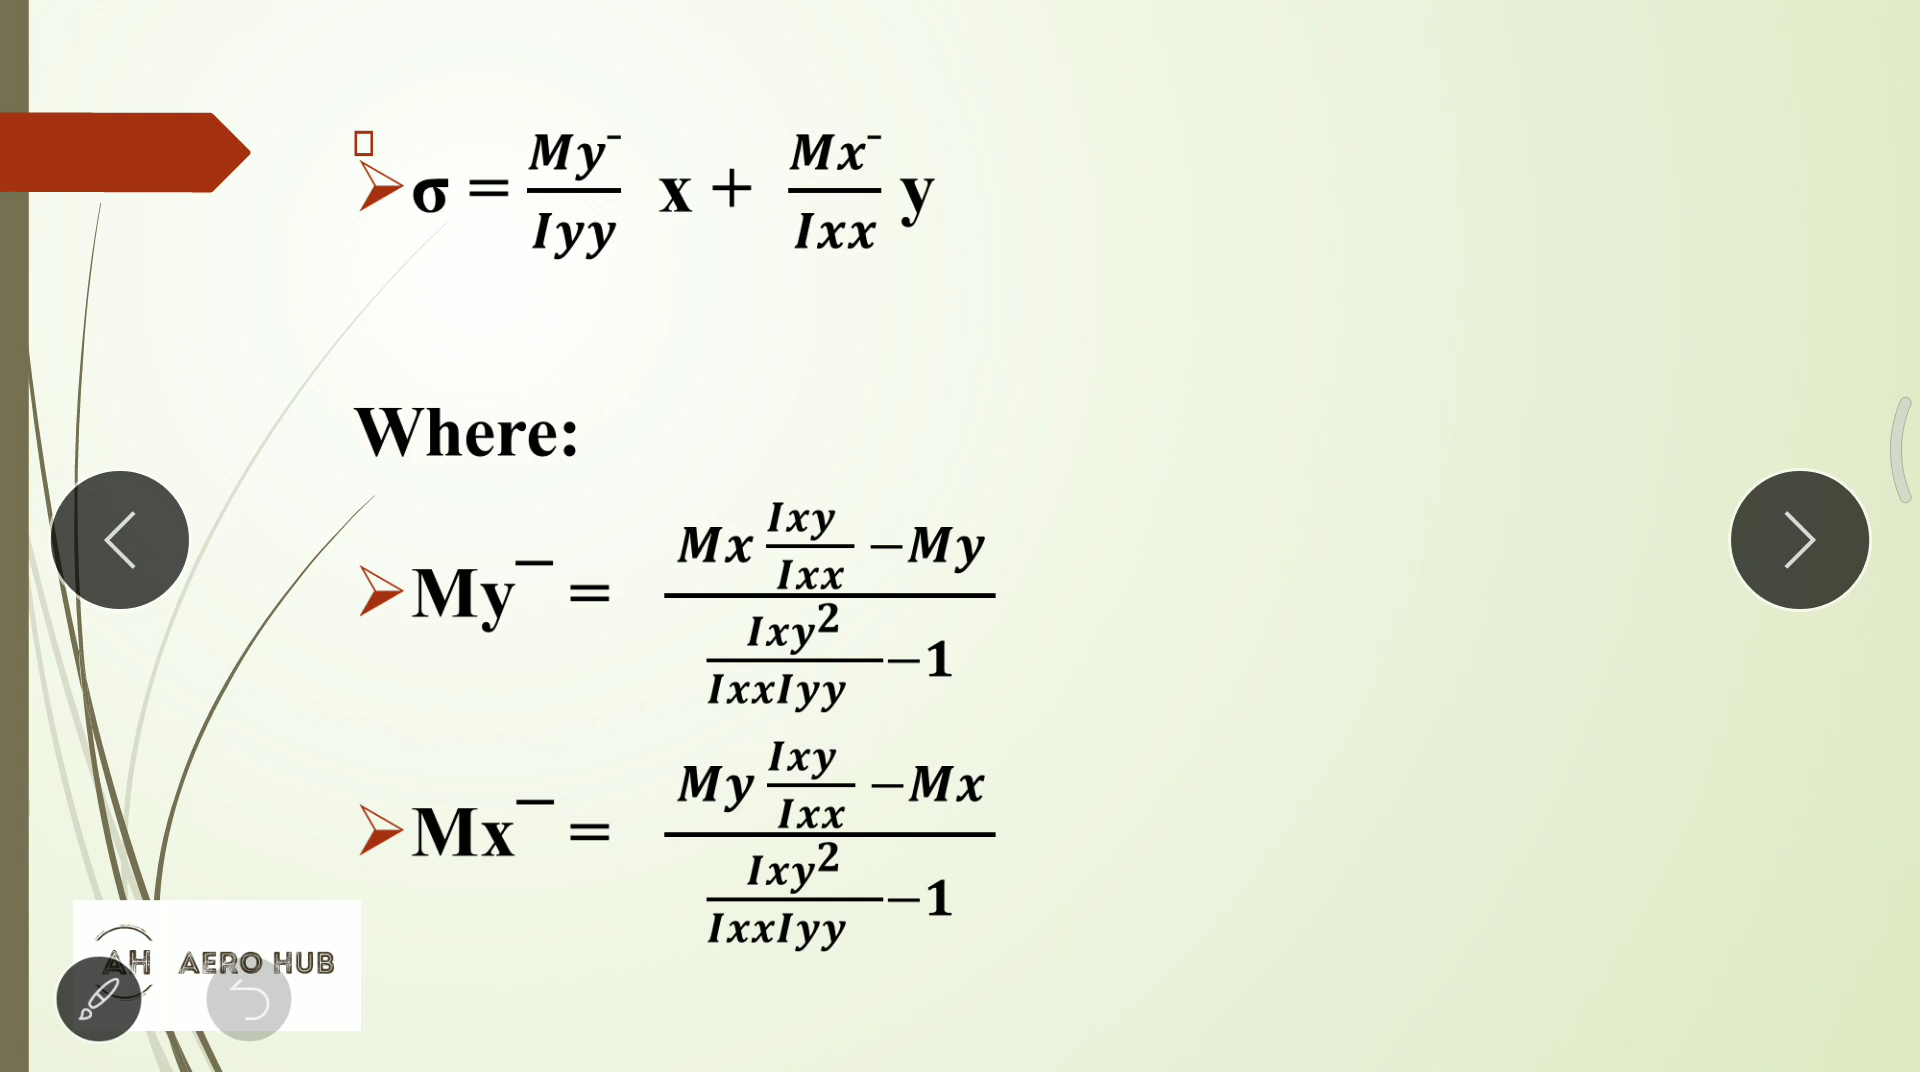 σ = My¯/Iyy x + Mx¯/Ixx y
Where:
My¯ = (Mx Ixy/Ixx −My)/(Ixy²/IxxIyy −1)
Mx¯ = (My Ixy/Ixx −Mx)/(Ixy²/IxxIyy −1)
AH AERO HUB